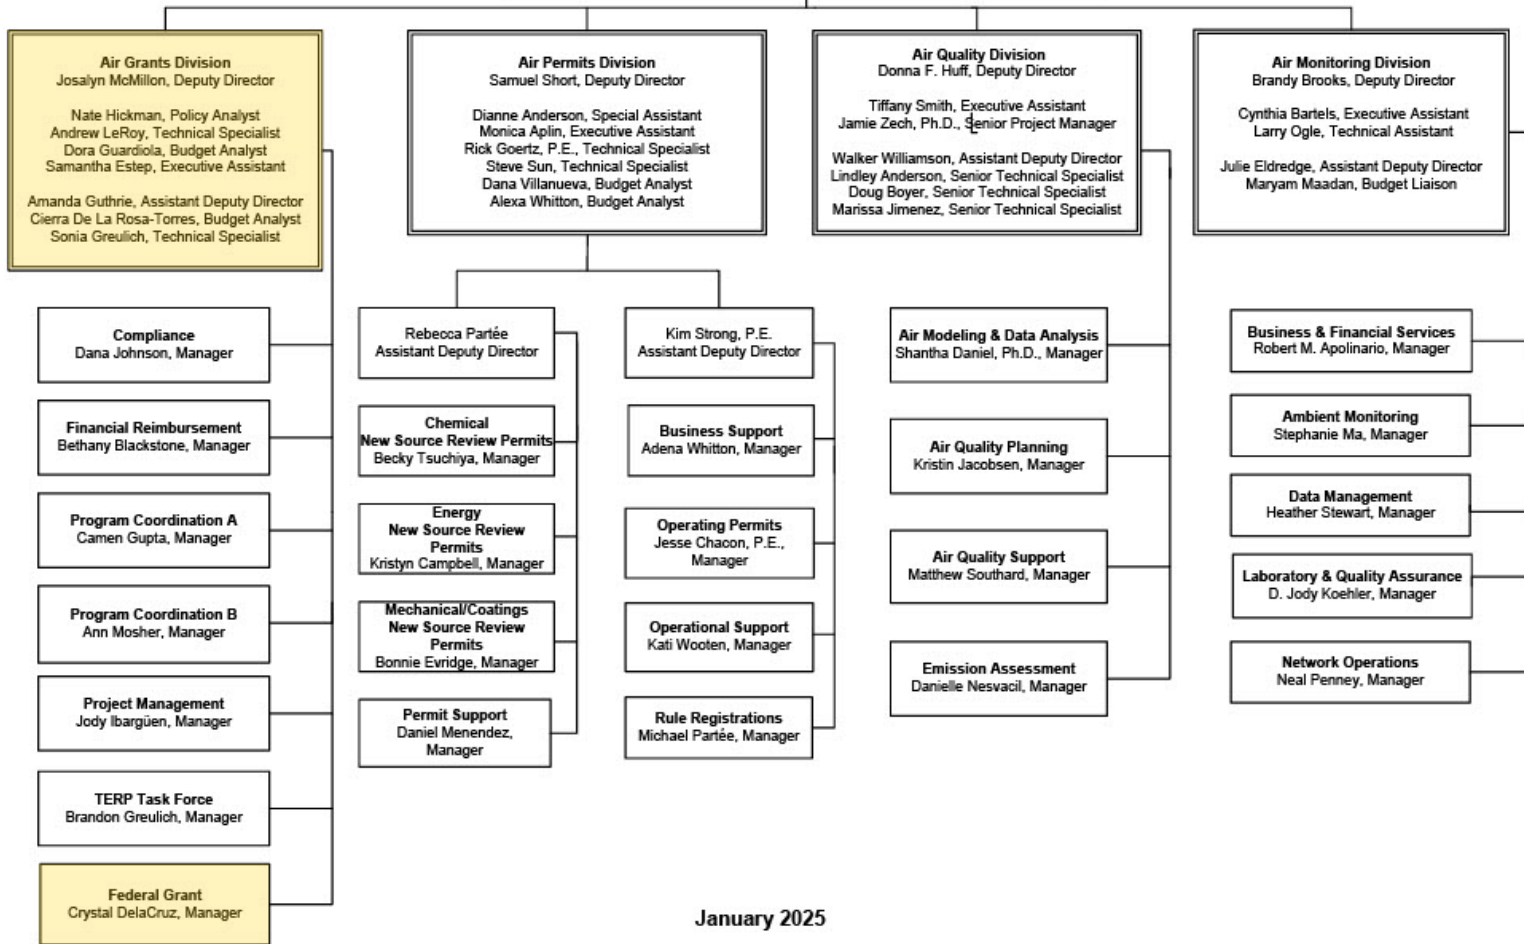 Air Grants Division
Josalyn McMillon, Deputy Director
Nate Hickman, Policy Analyst
Andrew LeRoy, Technical Specialist
Dora Guardiola, Budget Analyst
Samantha Estep, Executive Assistant
Amanda Guthrie, Assistant Deputy Director
Cierra De La Rosa-Torres, Budget Analyst
Sonia Greulich, Technical Specialist
Compliance
Dana Johnson, Manager
Financial Reimbursement
Bethany Blackstone, Manager
Program Coordination A
Camen Gupta, Manager
Program Coordination B
Ann Mosher, Manager
Project Management
Jody Ibargüen, Manager
TERP Task Force
Brandon Greulich, Manager
Federal Grant
Crystal DelaCruz, Manager
Air Permits Division
Samuel Short, Deputy Director
Dianne Anderson, Special Assistant
Monica Aplin, Executive Assistant
Rick Goertz, P.E., Technical Specialist
Steve Sun, Technical Specialist
Dana Villanueva, Budget Analyst
Alexa Whitton, Budget Analyst
Rebecca Partée
Assistant Deputy Director
Chemical
New Source Review Permits
Becky Tsuchiya, Manager
Energy
New Source Review
Permits
Kristyn Campbell, Manager
Mechanical/Coatings
New Source Review
Permits
Bonnie Evridge, Manager
Permit Support
Daniel Menendez,
Manager
Kim Strong, P.E.
Assistant Deputy Director
Business Support
Adena Whitton, Manager
Operating Permits
Jesse Chacon, P.E.,
Manager
Operational Support
Kati Wooten, Manager
Rule Registrations
Michael Partée, Manager
Air Quality Division
Donna F. Huff, Deputy Director
Tiffany Smith, Executive Assistant
Jamie Zech, Ph.D., Senior Project Manager
Walker Williamson, Assistant Deputy Director
Lindley Anderson, Senior Technical Specialist
Doug Boyer, Senior Technical Specialist
Marissa Jimenez, Senior Technical Specialist
Air Modeling & Data Analysis
Shantha Daniel, Ph.D., Manager
Air Quality Planning
Kristin Jacobsen, Manager
Air Quality Support
Matthew Southard, Manager
Emission Assessment
Danielle Nesvacil, Manager
Air Monitoring Division
Brandy Brooks, Deputy Director
Cynthia Bartels, Executive Assistant
Larry Ogle, Technical Assistant
Julie Eldredge, Assistant Deputy Director
Maryam Maadan, Budget Liaison
Business & Financial Services
Robert M. Apolinario, Manager
Ambient Monitoring
Stephanie Ma, Manager
Data Management
Heather Stewart, Manager
Laboratory & Quality Assurance
D. Jody Koehler, Manager
Network Operations
Neal Penney, Manager
January 2025